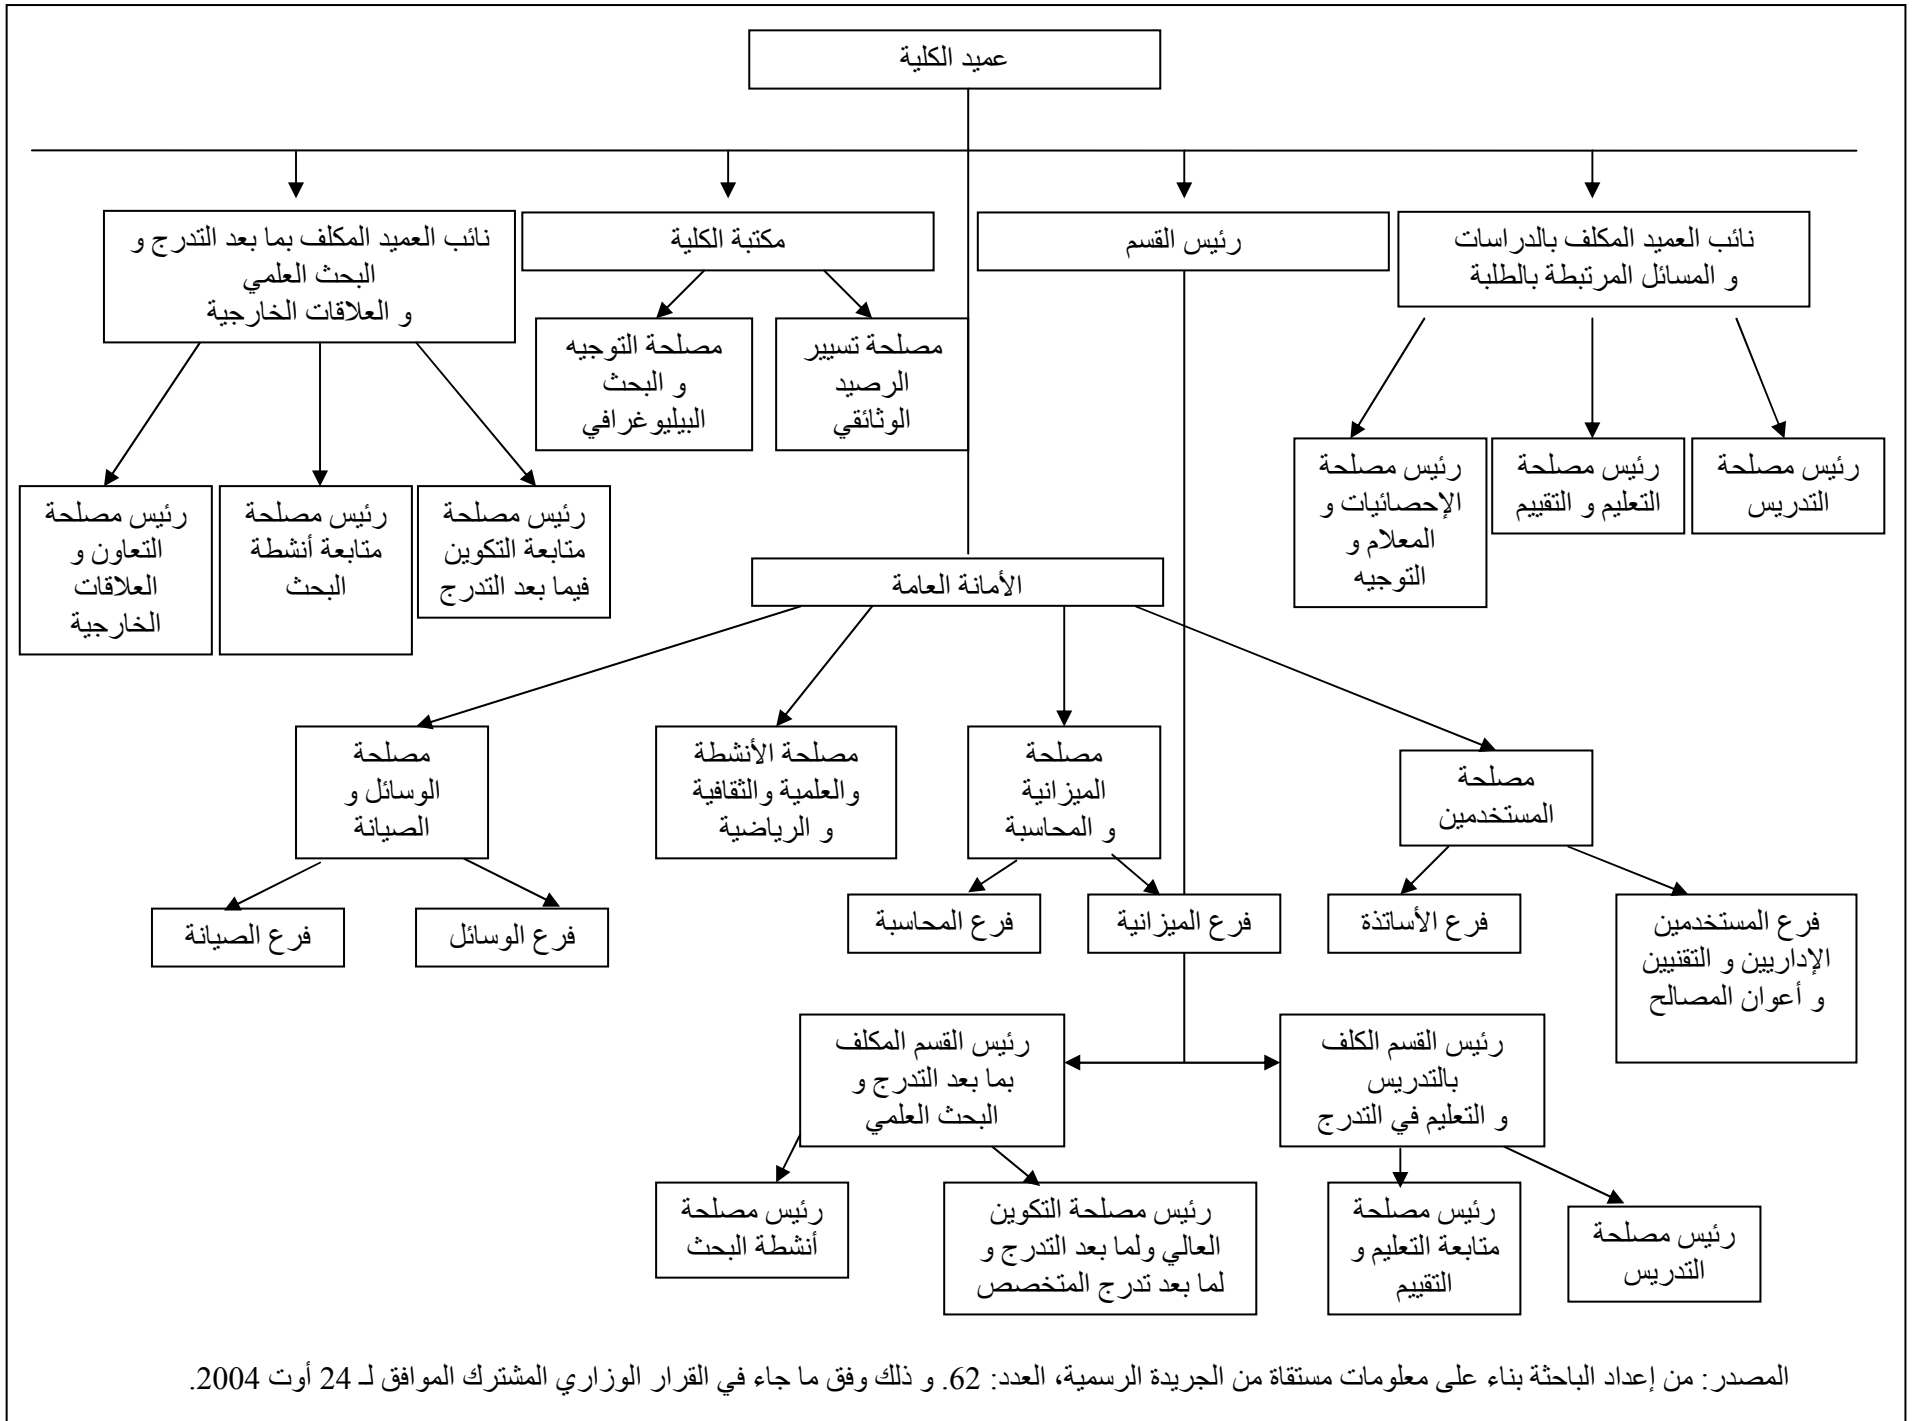 عميد الكلية
نائب العميد المكلف بالدراسات
و المسائل المرتبطة بالطلبة
رئيس القسم
مكتبة الكلية
نائب العميد المكلف بما بعد التدرج و
البحث العلمي
و العلاقات الخارجية
مصلحة تسيير
الرصيد
الوثائقي
مصلحة التوجيه
و البحث
البيليوغرافي
رئيس مصلحة
التدريس
رئيس مصلحة
التعليم و التقييم
رئيس مصلحة
الإحصائيات و
المعلام و
التوجيه
رئيس مصلحة
متابعة التكوين
فيما بعد التدرج
رئيس مصلحة
متابعة أنشطة
البحث
رئيس مصلحة
التعاون و
العلاقات
الخارجية
الأمانة العامة
مصلحة
المستخدمين
مصلحة
الميزانية
و المحاسبة
مصلحة الأنشطة
والعلمية والثقافية
و الرياضية
مصلحة
الوسائل و
الصيانة
فرع المستخدمين
الإداريين و التقنيين
و أعوان المصالح
فرع الأساتذة
فرع الميزانية
فرع المحاسبة
فرع الوسائل
فرع الصيانة
رئيس القسم الكلف
بالتدريس
و التعليم في التدرج
رئيس القسم المكلف
بما بعد التدرج و
البحث العلمي
رئيس مصلحة
التدريس
رئيس مصلحة
متابعة التعليم و
التقييم
رئيس مصلحة التكوين
العالي ولما بعد التدرج و
لما بعد تدرج المتخصص
رئيس مصلحة
أنشطة البحث
المصدر: من إعداد الباحثة بناء على معلومات مستقاة من الجريدة الرسمية، العدد: 62. و ذلك وفق ما جاء في القرار الوزاري المشترك الموافق لـ 24 أوت 2004.